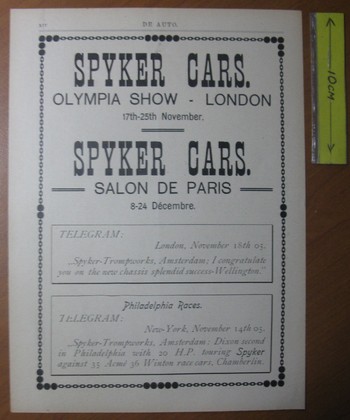 DE AUTO.
SPYKER CARS.
OLYMPIA SHOW - LONDON
17th-25th November.
SPYKER CARS.
SALON DE PARIS
8-24 Décembre.
TELEGRAM:
London, November 18th 05.
„Spyker-Trompworks, Amsterdam; I congratulate
you on the new chassis splendid success-Wellington."
Philadelphia Races.
TELEGRAM:
New-York, November 14th 05.
„Spyker-Trompworks, Amsterdam: Dixon second
in Philadelphia with 20 H.P. touring Spyker
against 35 Acmé 36 Winton race cars, Chamberlin.
10CM